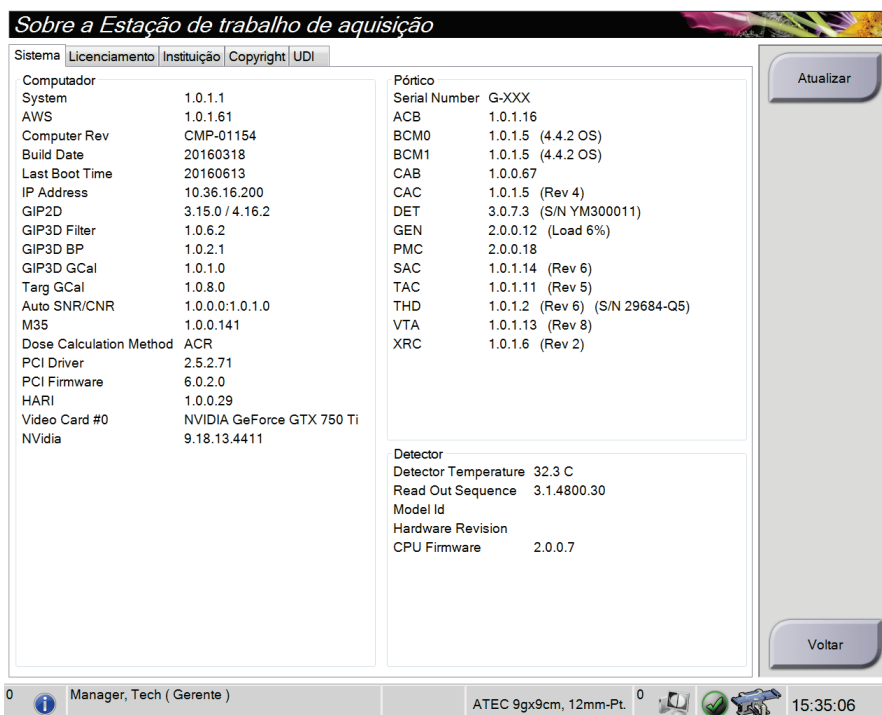 Sobre a Estação de trabalho de aquisição
Sistema Licenciamento Instituição Copyright UDI
Computador
System 1.0.1.1
AWS 1.0.1.61
Computer Rev CMP-01154
Build Date 20160318
Last Boot Time 20160613
IP Address 10.36.16.200
GIP2D 3.15.0 / 4.16.2
GIP3D Filter 1.0.6.2
GIP3D BP 1.0.2.1
GIP3D GCal 1.0.1.0
Targ GCal 1.0.8.0
Auto SNR/CNR 1.0.0.0:1.0.1.0
M35 1.0.0.141
Dose Calculation Method ACR
PCI Driver 2.5.2.71
PCI Firmware 6.0.2.0
HARI 1.0.0.29
Video Card #0 NVIDIA GeForce GTX 750 Ti
NVidia 9.18.13.4411
Pórtico
Serial Number G-XXX
ACB 1.0.1.16
BCM0 1.0.1.5 (4.4.2 OS)
BCM1 1.0.1.5 (4.4.2 OS)
CAB 1.0.0.67
CAC 1.0.1.5 (Rev 4)
DET 3.0.7.3 (S/N YM300011)
GEN 2.0.0.12 (Load 6%)
PMC 2.0.0.18
SAC 1.0.1.14 (Rev 6)
TAC 1.0.1.11 (Rev 5)
THD 1.0.1.2 (Rev 6) (S/N 29684-Q5)
VTA 1.0.1.13 (Rev 8)
XRC 1.0.1.6 (Rev 2)
Detector
Detector Temperature 32.3 C
Read Out Sequence 3.1.4800.30
Model Id
Hardware Revision
CPU Firmware 2.0.0.7
Atualizar
Voltar
0 Manager, Tech ( Gerente ) ATEC 9gx9cm, 12mm-Pt. 0 15:35:06